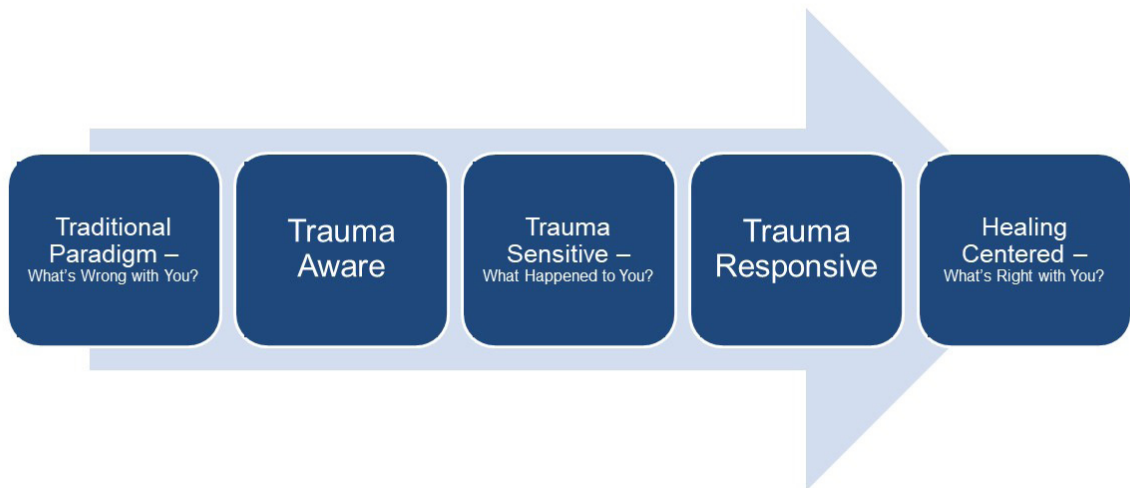 Traditional
Paradigm –
What's Wrong with You?
Trauma
Aware
Trauma
Sensitive –
What Happened to You?
Trauma
Responsive
Healing
Centered –
What's Right with You?